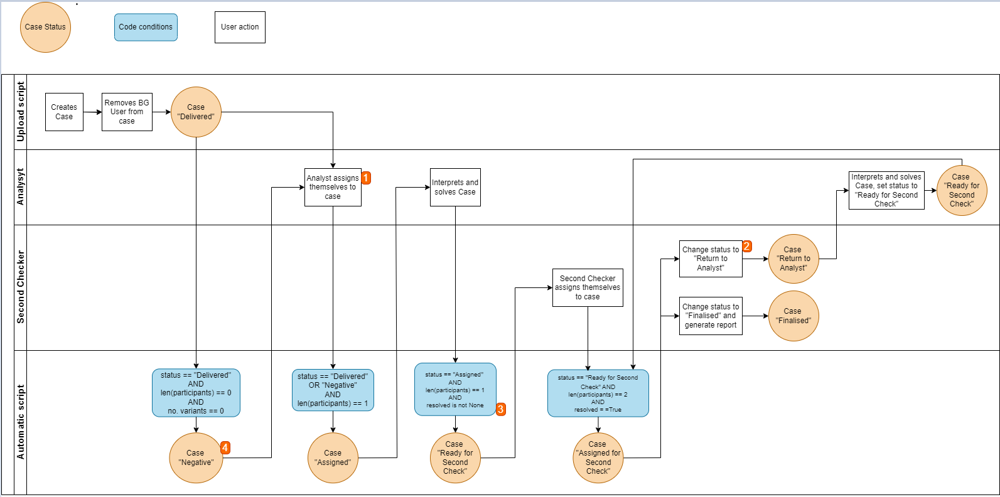 Case Status
Code conditions
User action
Upload script
Creates
Case
Removes BG
User from
case
Case
"Delivered"
Analysyt
Analyst assigns
themselves to
case
1
Interprets and
solves Case
Interprets and solves
Case, set status to
"Ready for Second
Check"
Case
"Ready for
Second
Check"
Second Checker
Second Checker
assigns themselves
to case
Change status to
"Return to
Analyst"
2
Case
"Return to
Analyst"
Change status to
"Finalised" and
generate report
Case
"Finalised"
Automatic script
status == "Delivered"
AND
len(participants) == 0
AND
no. variants == 0
status == "Delivered"
OR "Negative"
AND
len(participants) == 1
status == "Assigned"
AND
len(participants) == 1
AND
resolved is not None
3
status == "Ready for Second
Check" AND
len(participants) == 2
AND
resolved = =True
Case
"Negative"
4
Case
"Assigned"
Case
"Ready for
Second
Check"
Case
"Assigned for
Second
Check"